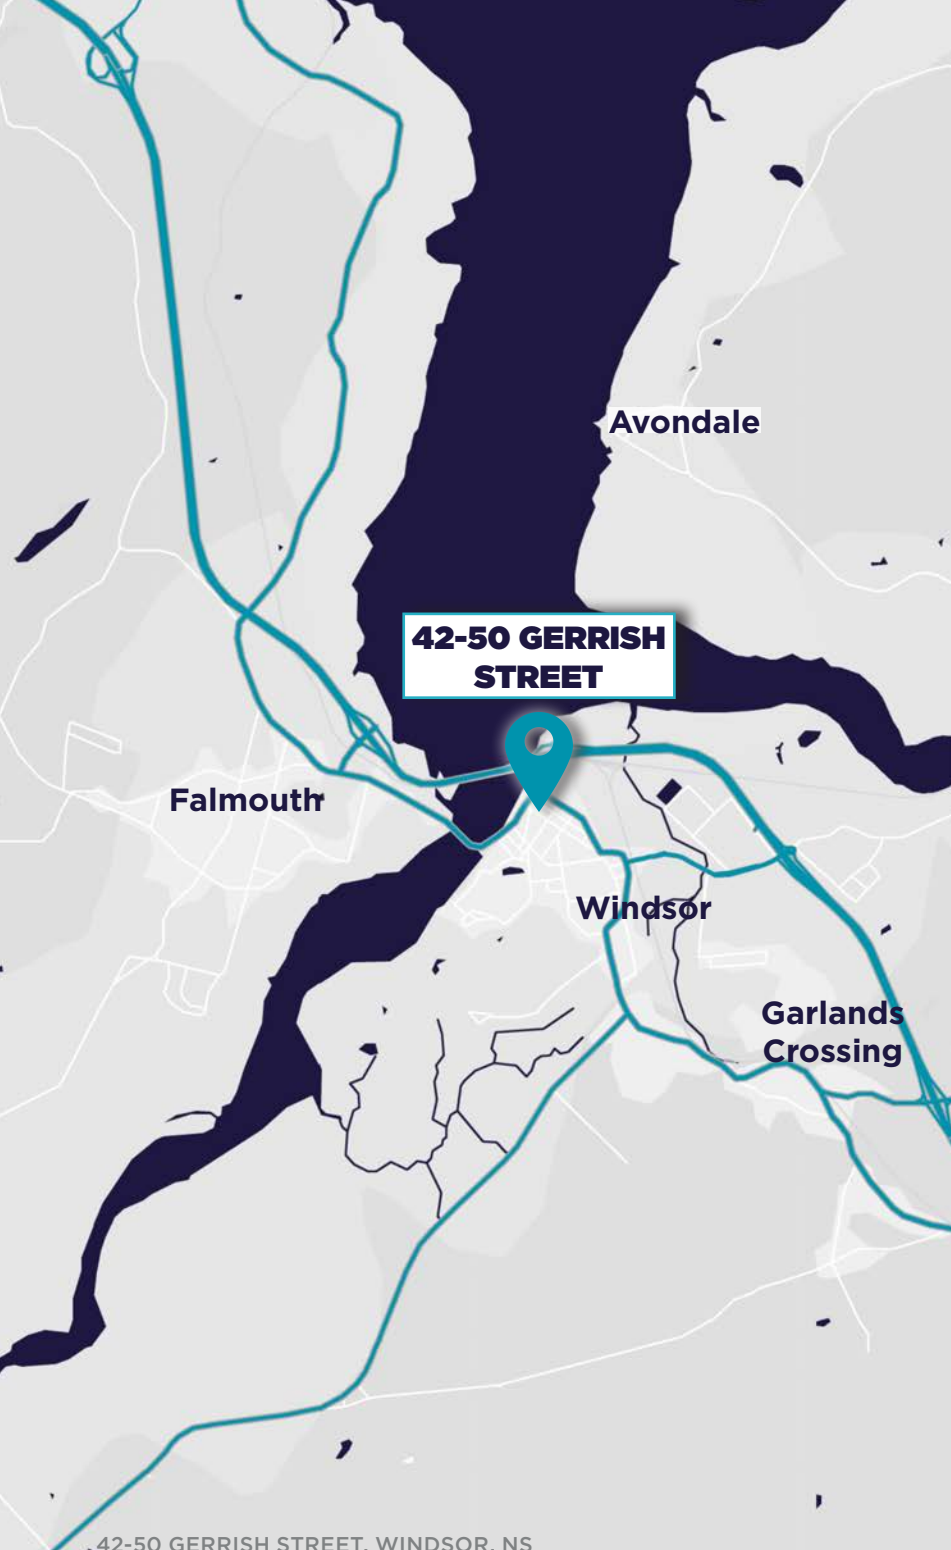 Avondale
42-50 GERRISH
STREET
Falmouth
Windsor
Garlands
Crossing
42-50 GERRISH STREET, WINDSOR, NS